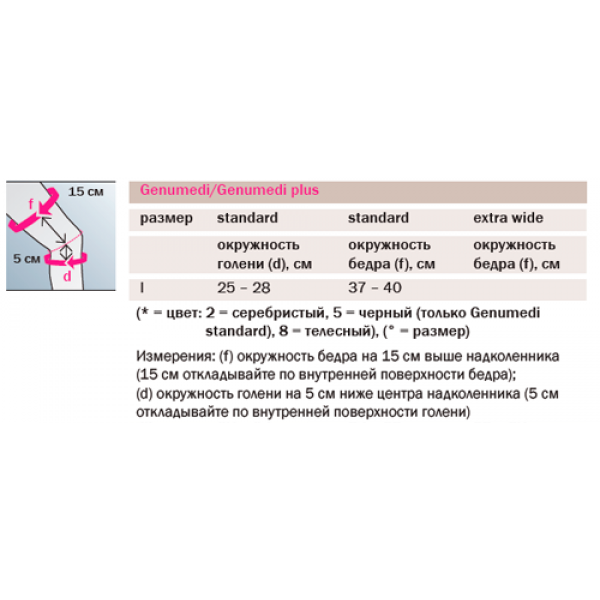 15 см
f
5 см
d
Genumedi/Genumedi plus
размер standard standard extra wide
окружность окружность окружность
голени (d), см бедра (f), см бедра (f), см
I 25 – 28 37 – 40
(* = цвет: 2 = серебристый, 5 = черный (только Genumedi
standard), 8 = телесный), (° = размер)
Измерения: (f) окружность бедра на 15 см выше надколенника
(15 см откладывайте по внутренней поверхности бедра);
(d) окружность голени на 5 см ниже центра надколенника (5 см
откладывайте по внутренней поверхности голени)